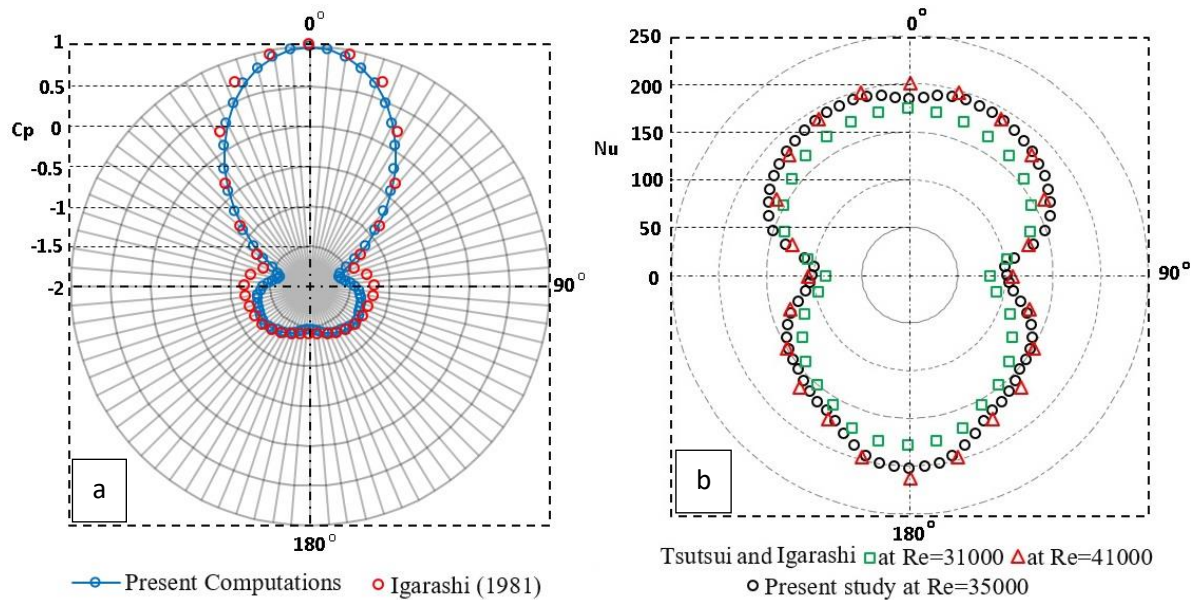 0°
1
0.5
Cp
0
-0.5
-1
-1.5
-2
90°
a
180°
Present Computations
Igarashi (1981)
0°
250
200
150
Nu
100
50
0
90°
b
180°
Tsutsui and Igarashi at Re=31000 at Re=41000
Present study at Re=35000